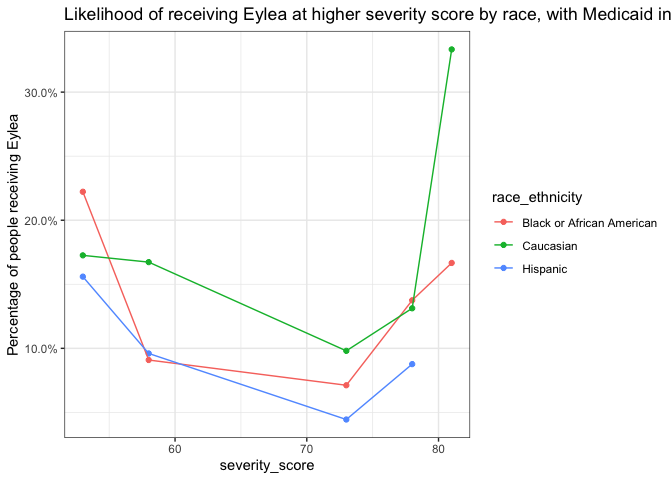 Likelihood of receiving Eylea at higher severity score by race, with Medicaid in
Percentage of people receiving Eylea
30.0%
20.0%
10.0%
60
70
80
severity_score
race_ethnicity
Black or African American
Caucasian
Hispanic